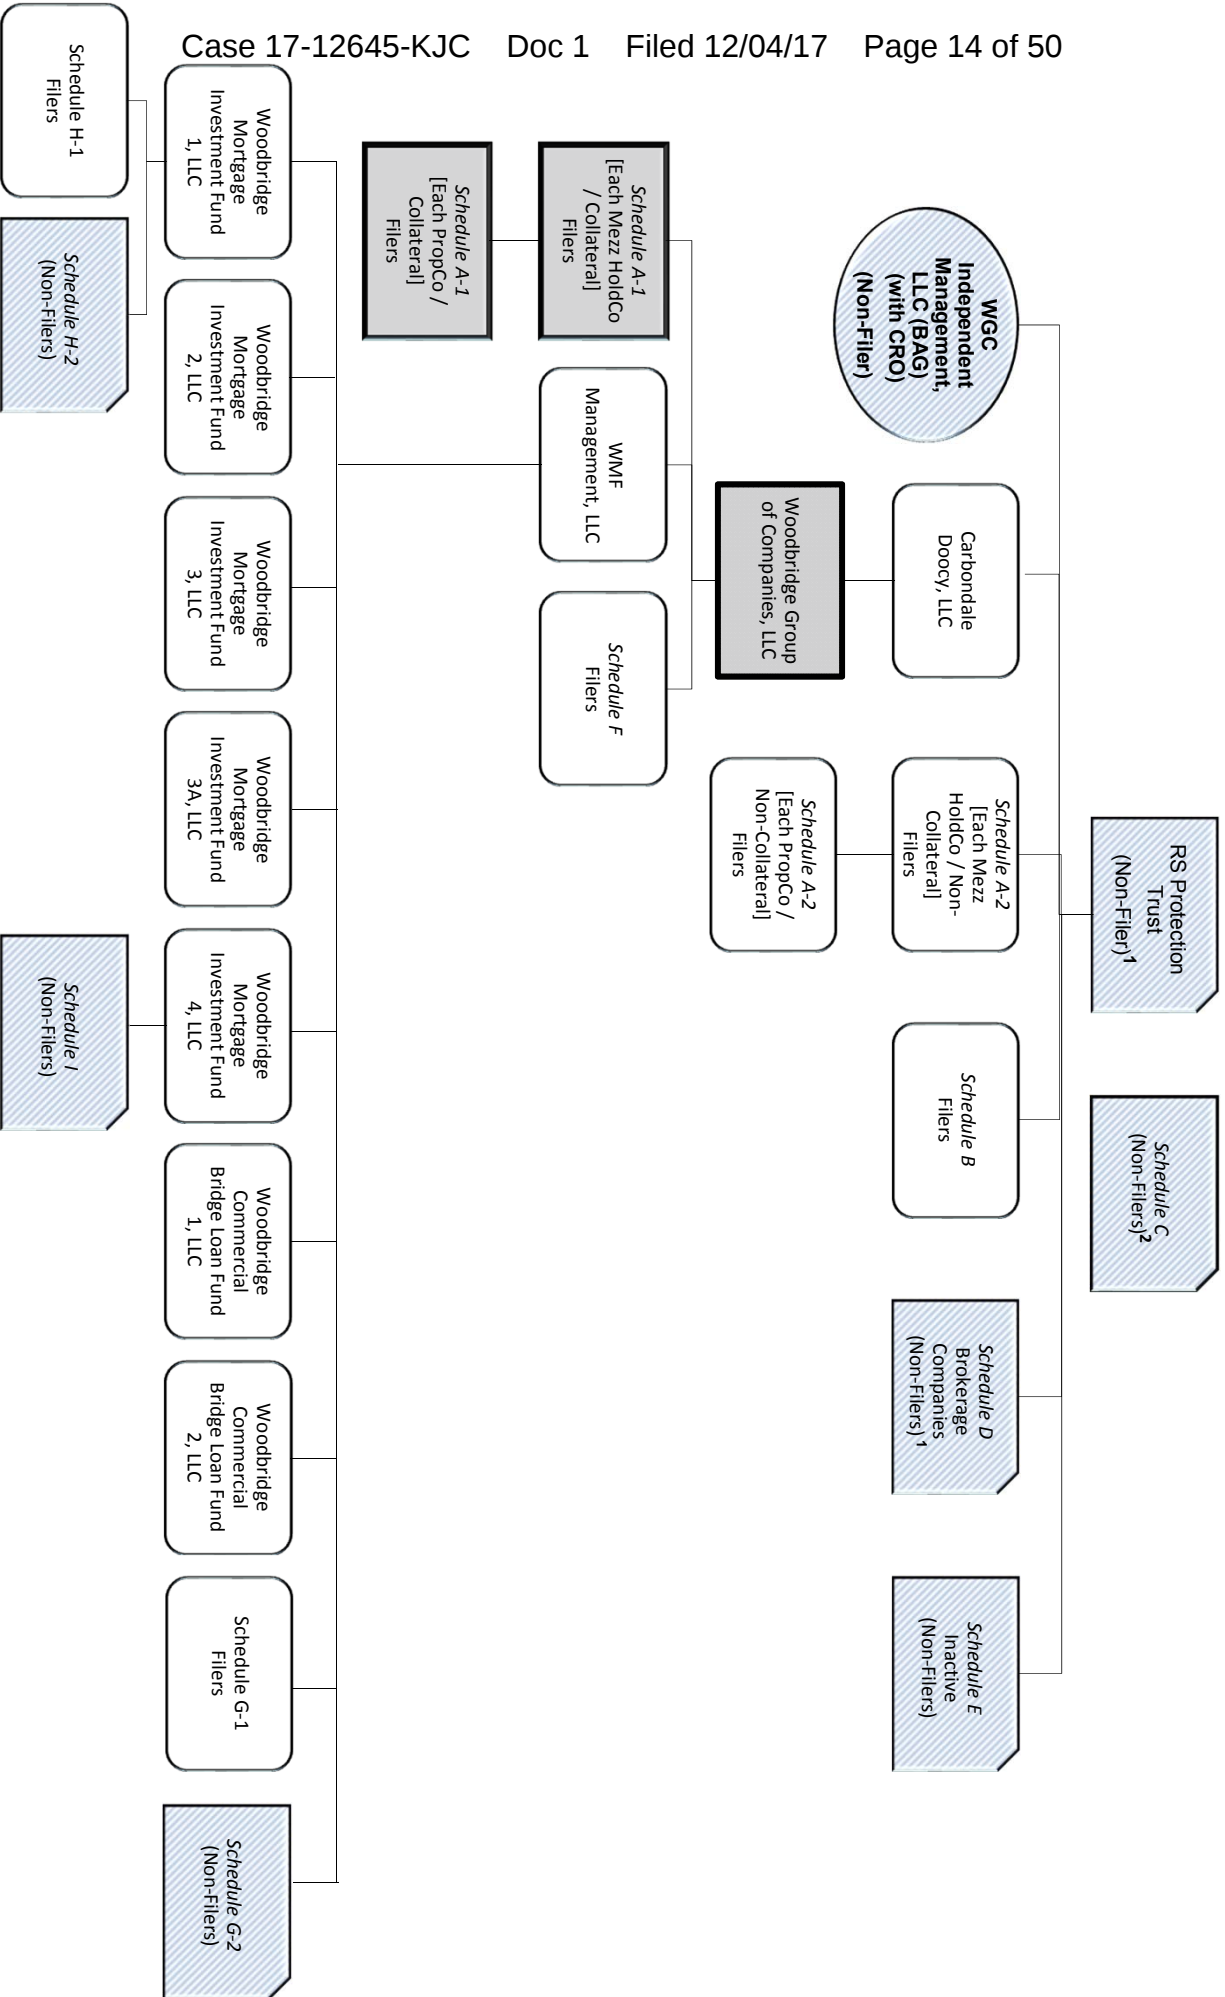 Case 17-12645-KJC Doc 1 Filed 12/04/17 Page 14 of 50
RS Protection
Trust
(Non-Filer)1
Schedule C
(Non-Filers)2
WGC
Independent
Management,
LLC (BAG)
(with CRO)
(Non-Filer)
Carbondale
Doocy, LLC
Schedule A-2
[Each Mezz
HoldCo / Non-
Collateral]
Filers
Schedule B
Filers
Schedule D
Brokerage
Companies
(Non-Filers) 1
Schedule E
Inactive
(Non-Filers)
Woodbridge Group
of Companies, LLC
Schedule A-2
[Each PropCo /
Non-Collateral]
Filers
Schedule A-1
[Each Mezz HoldCo
/ Collateral]
Filers
WMF
Management, LLC
Schedule F
Filers
Schedule A-1
[Each PropCo /
Collateral]
Filers
Woodbridge
Mortgage
Investment Fund
1, LLC
Woodbridge
Mortgage
Investment Fund
2, LLC
Woodbridge
Mortgage
Investment Fund
3, LLC
Woodbridge
Mortgage
Investment Fund
3A, LLC
Woodbridge
Mortgage
Investment Fund
4, LLC
Woodbridge
Commercial
Bridge Loan Fund
1, LLC
Woodbridge
Commercial
Bridge Loan Fund
2, LLC
Schedule G-1
Filers
Schedule G-2
(Non-Filers)
Schedule H-1
Filers
Schedule H-2
(Non-Filers)
Schedule I
(Non-Filers)